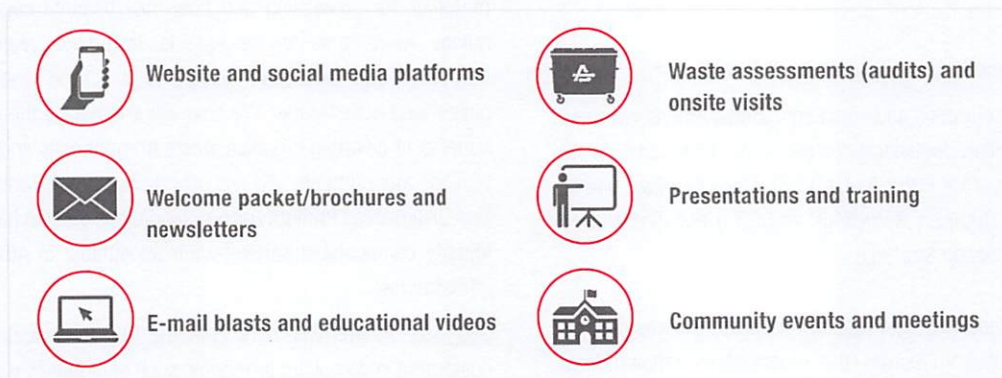 Website and social media platforms
Welcome packet/brochures and
newsletters
E-mail blasts and educational videos
Waste assessments (audits) and
onsite visits
Presentations and training
Community events and meetings